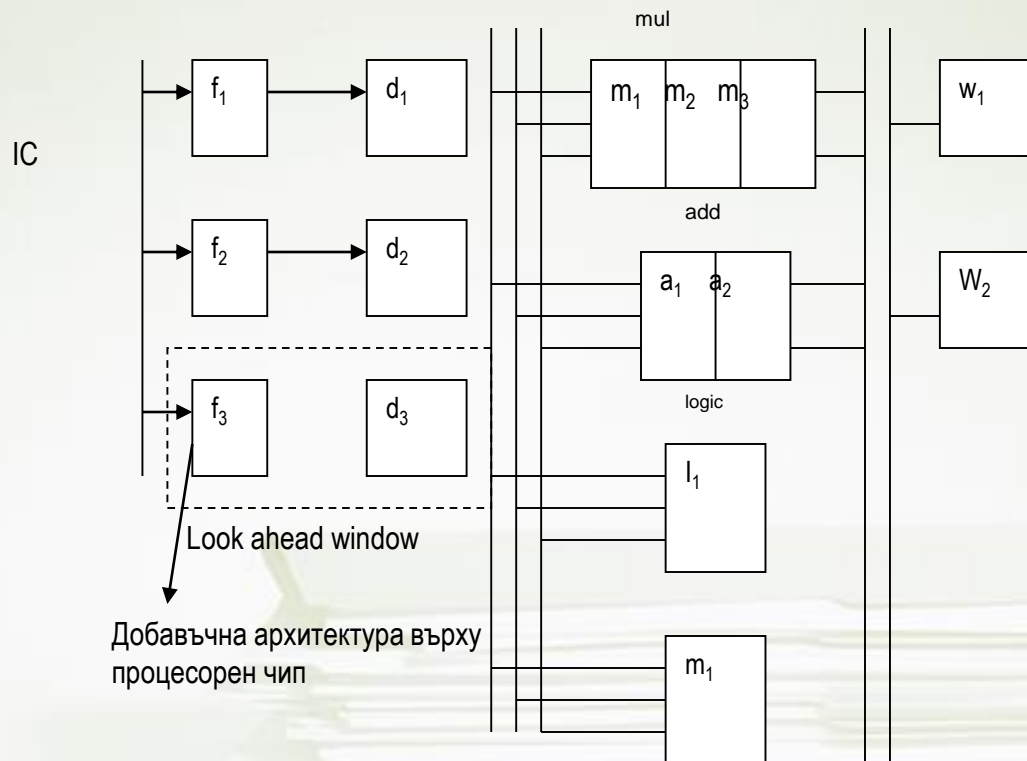 mul
f1 d1 m1 m2 m3 w1
IC
add
f2 d2 a1 a2 W2
logic
f3 d3
l1
Look ahead window
Добавъчна архитектура върху
процесорен чип
m1